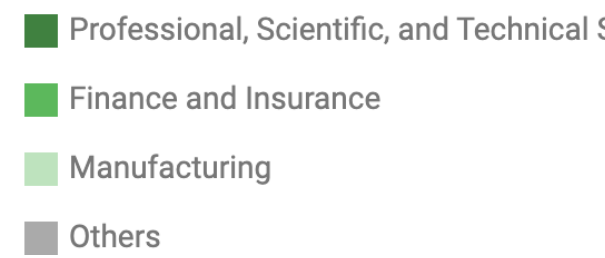 Professional, Scientific, and Technical
Finance and Insurance
Manufacturing
Others